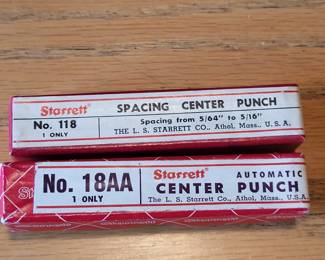 Starrett SPACING CENTER PUNCH
No. 118 Spacing from 5/64" to 5/16"
1 ONLY THE L. S. STARRETT CO., Athol, Mass., U. S. A.
No. 18AA Starrett AUTOMATIC
1 ONLY CENTER PUNCH
The L. S. Starrett Co., Athol, Mass., U.S.A.